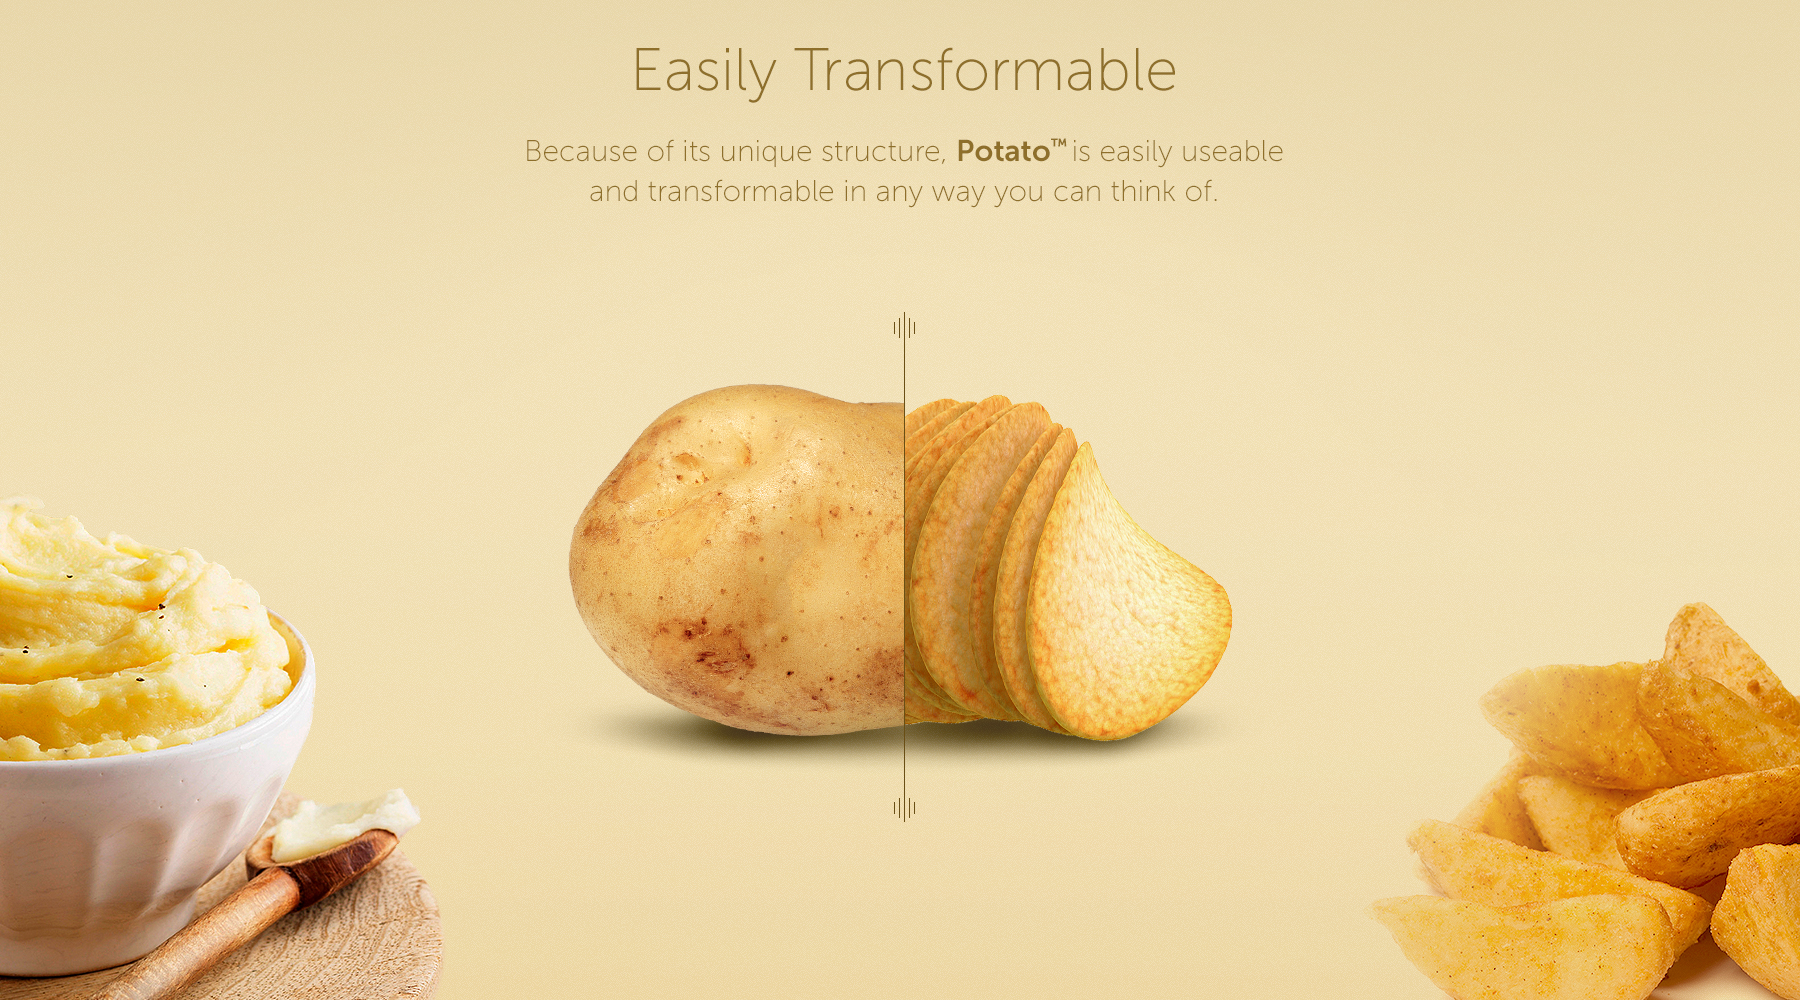 Easily Transformable
Because of its unique structure, Potato™ is easily useable
and transformable in any way you can think of.